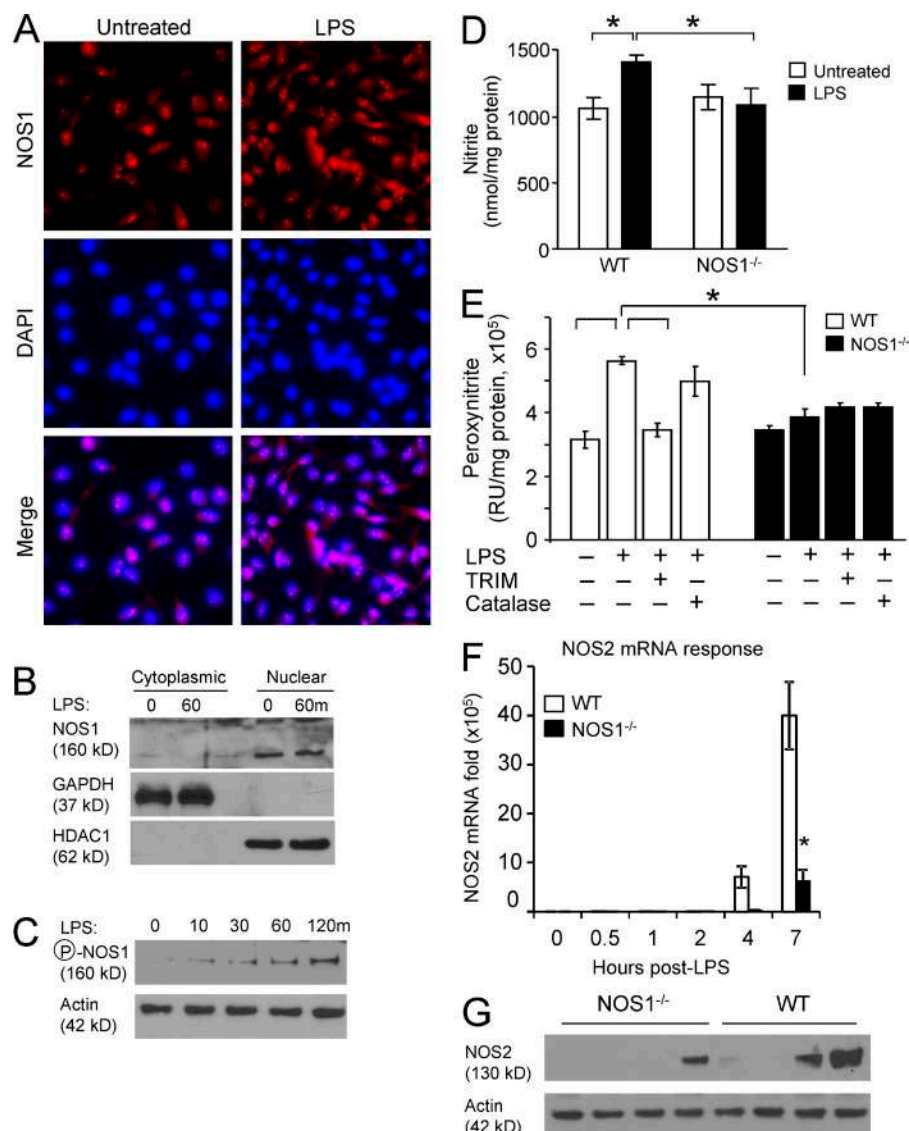 A
Untreated LPS
NOS1
DAPI
Merge
B
Cytoplasmic Nuclear
LPS: 0 60 0 60m
NOS1
(160 kD)
GAPDH
(37 kD)
HDAC1
(62 kD)
C
LPS: 0 10 30 60 120m
Ⓟ-NOS1
(160 kD)
Actin
(42 kD)
D
* *
1500
1000
500
0
Nitrite
(nmol/mg protein)
Untreated
LPS
WT NOS1-/-
E
*
WT
NOS1-/-
6
4
2
0
Peroxynitrite
(RU/mg protein, x10⁵)
LPS – + + + – + + +
TRIM – – + – – – + –
Catalase – – – + – – – +
F
NOS2 mRNA response
50
40
30
20
10
0
NOS2 mRNA fold (x10⁵)
WT
NOS1-/-
*
0 0.5 1 2 4 7
Hours post-LPS
G
NOS1-/- WT
NOS2
(130 kD)
Actin
(42 kD)